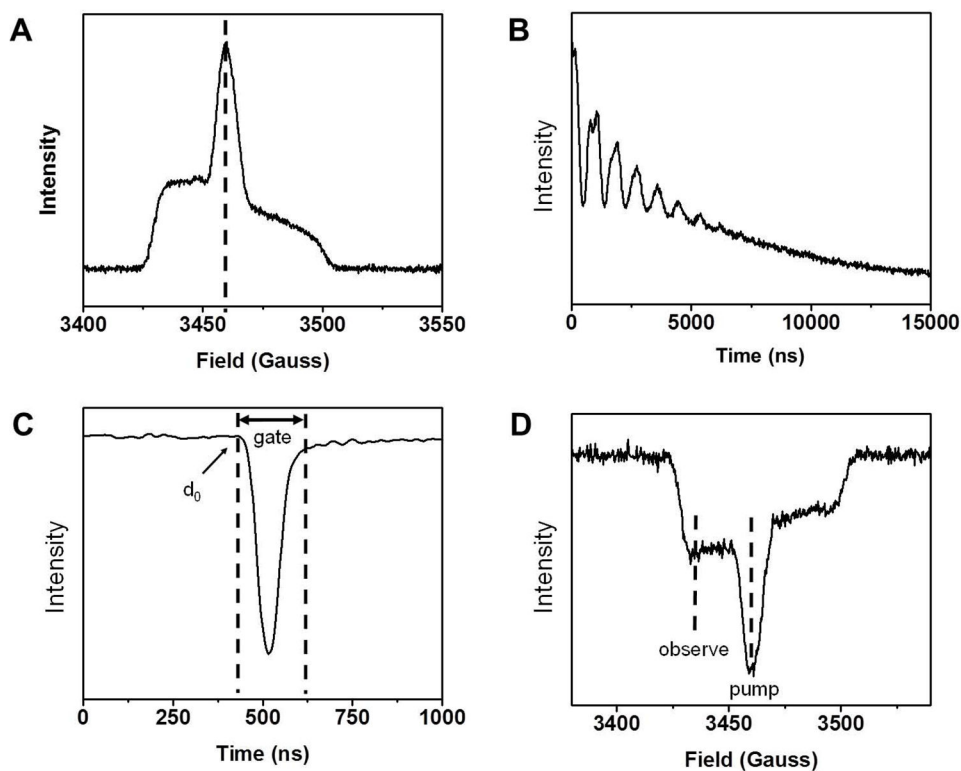 A
Intensity
3400 3450 3500 3550
Field (Gauss)
B
Intensity
0 5000 10000 15000
Time (ns)
C
gate
d₀
Intensity
0 250 500 750 1000
Time (ns)
D
observe
pump
Intensity
3400 3450 3500
Field (Gauss)